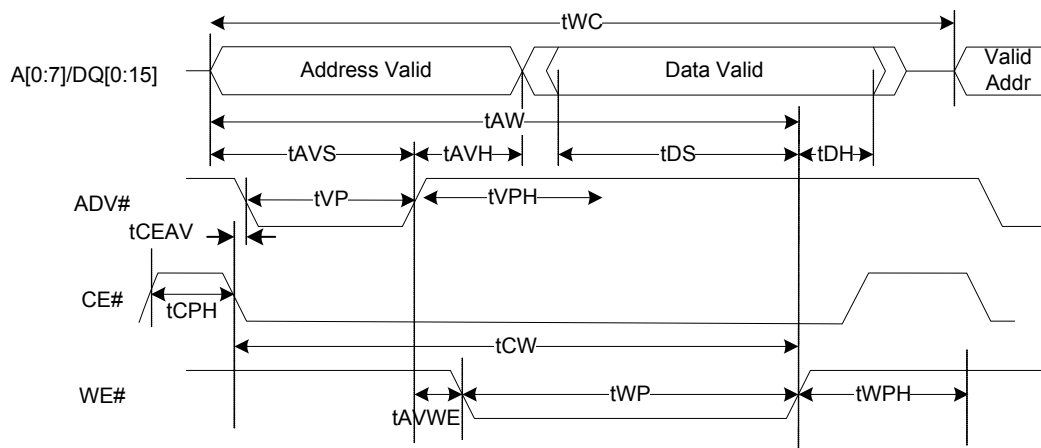 tWC
A[0:7]/DQ[0:15]
Address Valid
Data Valid
Valid
Addr
tAW
tAVS
tAVH
tDS
tDH
ADV#
tVP
tVPH
tCEAV
CE#
tCPH
tCW
WE#
tAVWE
tWP
tWPH